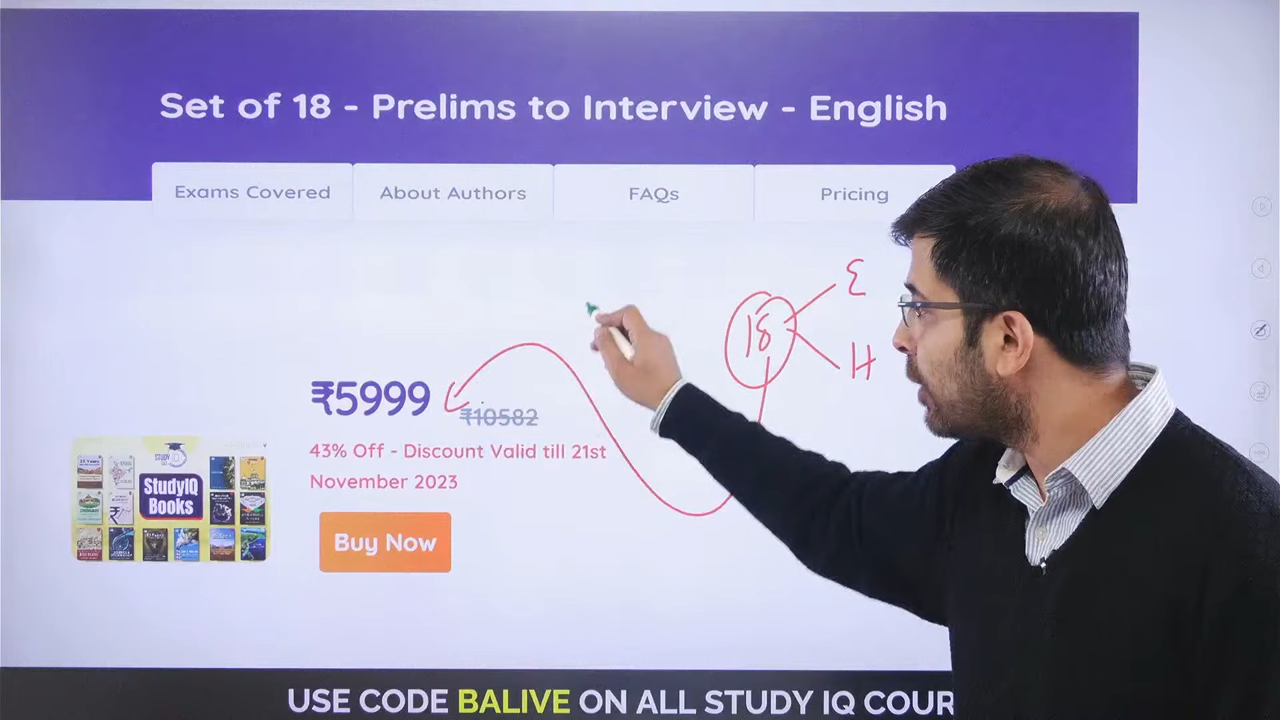 Set of 18 - Prelims to Interview - English
Exams Covered
About Authors
FAQs
Pricing
18
E
H
₹5999
₹10582
43% Off - Discount Valid till 21st
November 2023
StudyIQ
Books
Buy Now
USE CODE BALIVE ON ALL STUDY IQ COUR